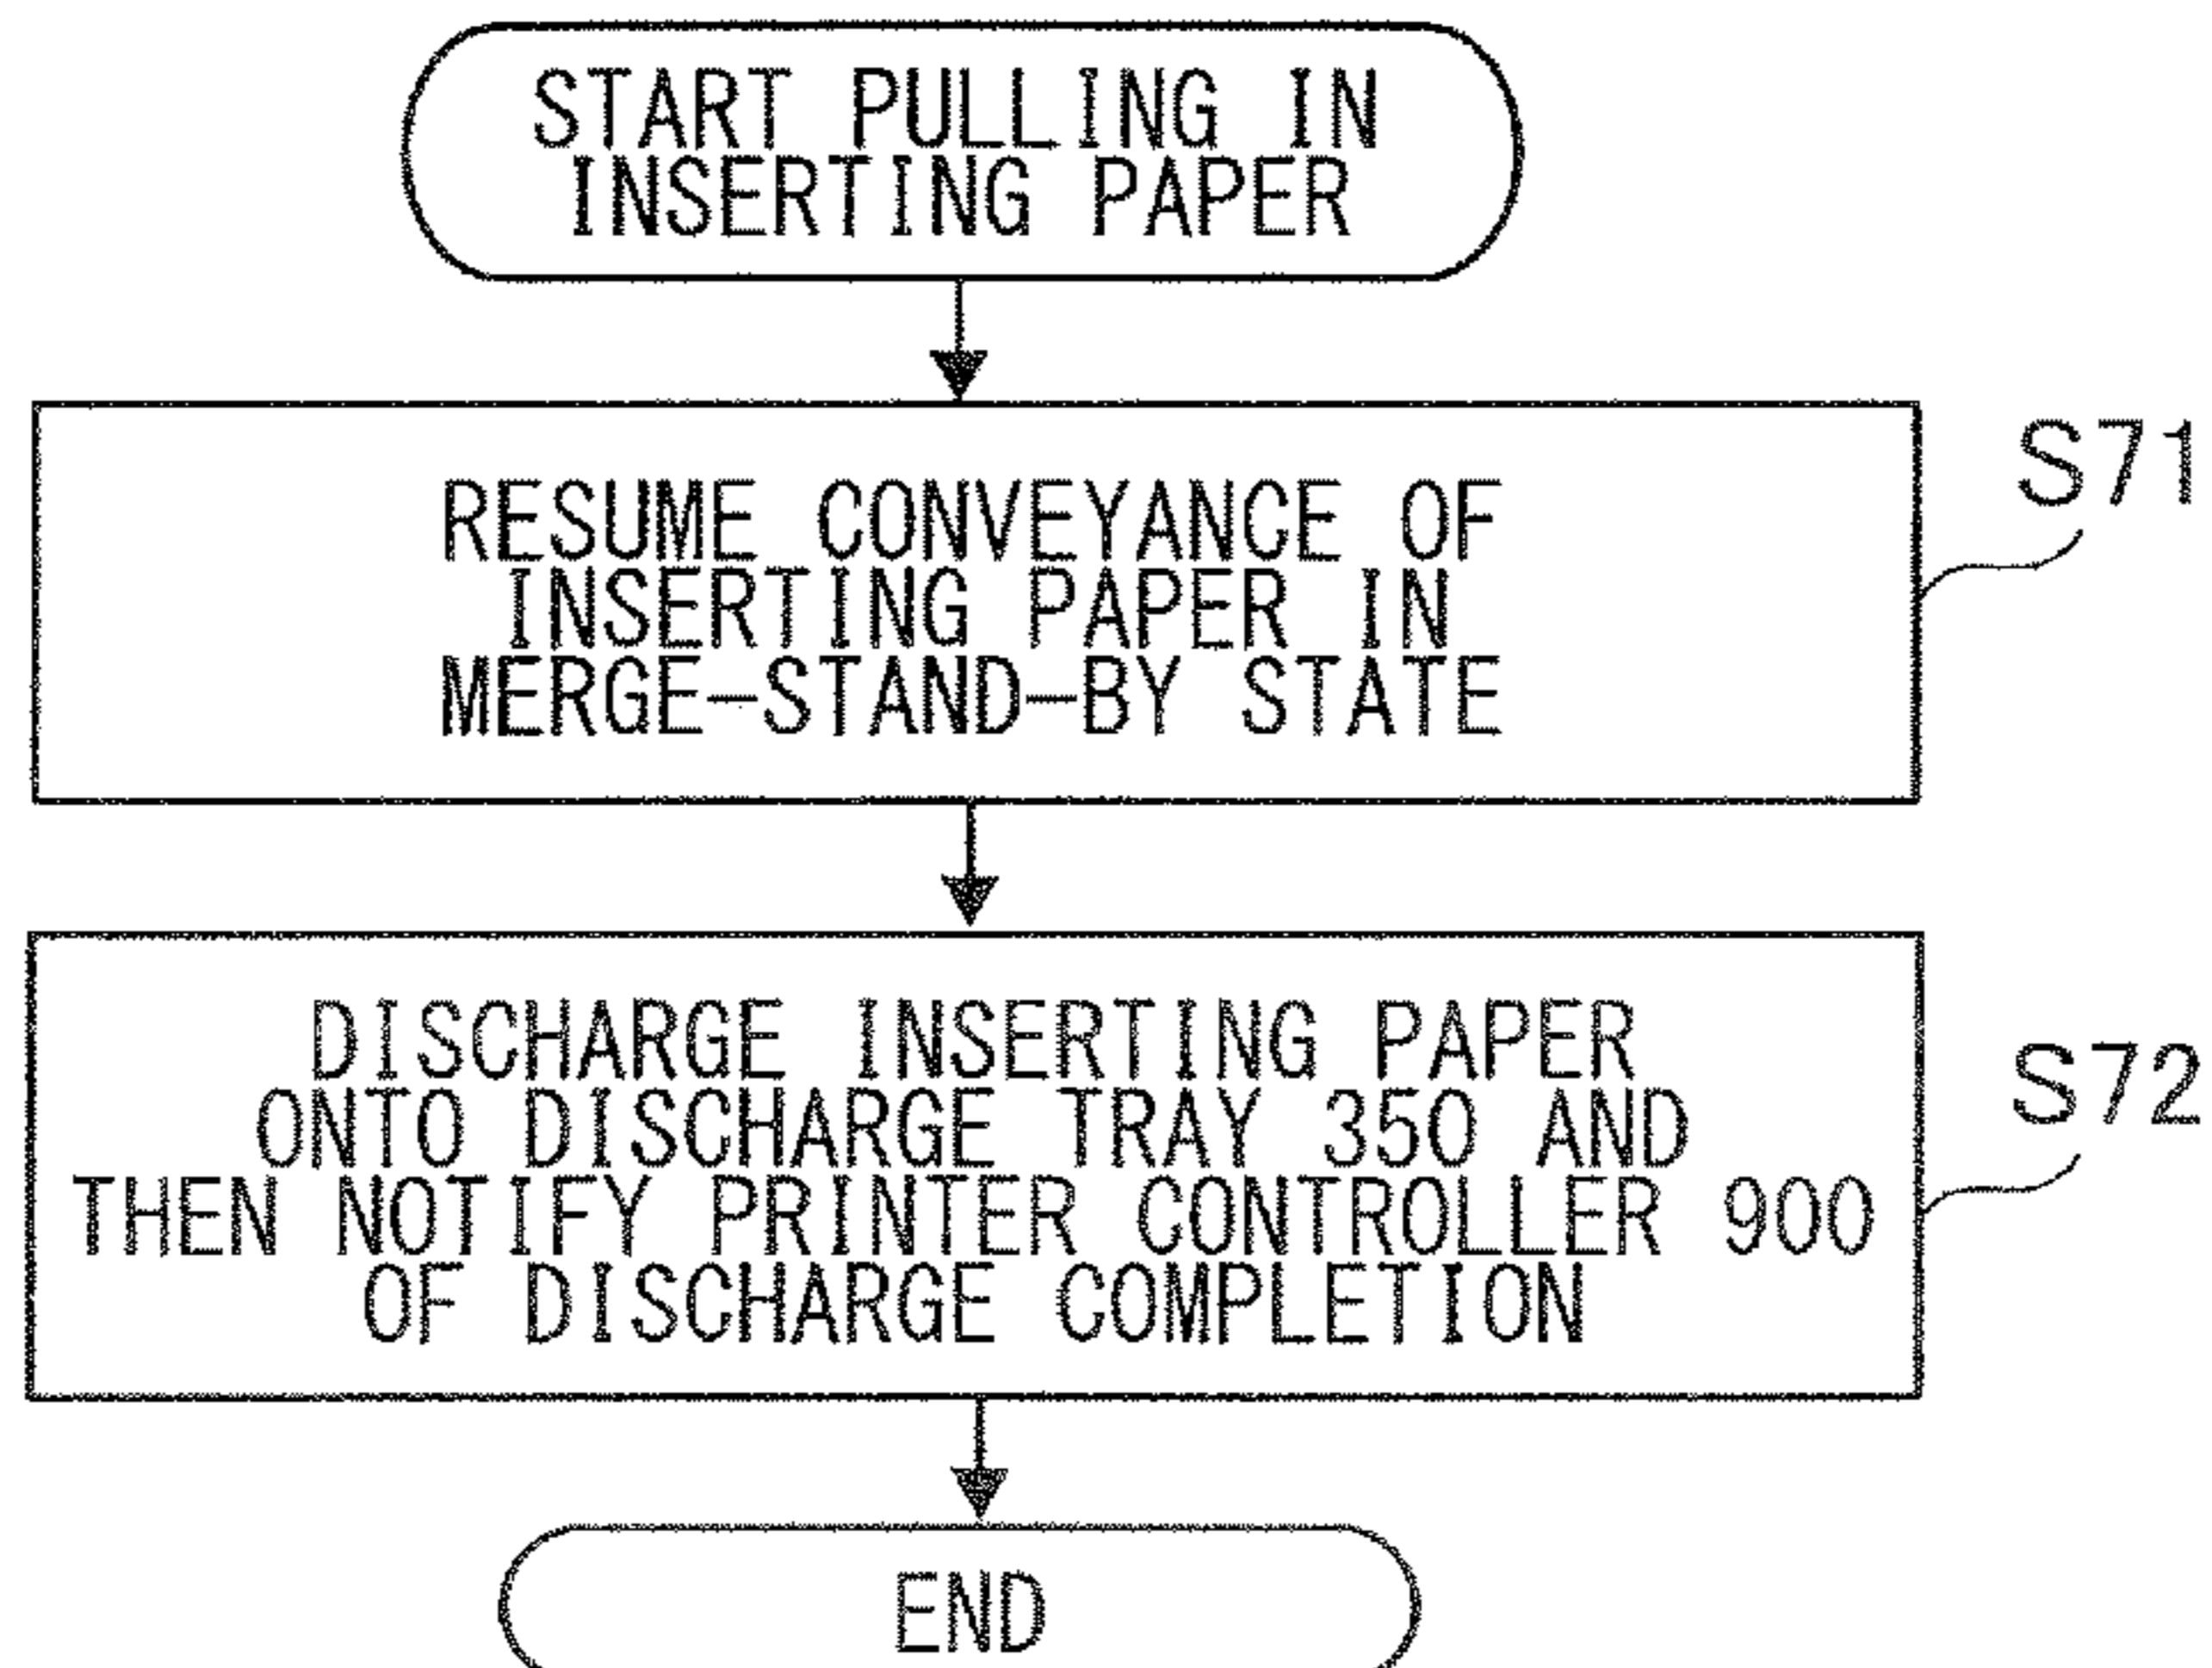 START PULLING IN
INSERTING PAPER
RESUME CONVEYANCE OF
INSERTING PAPER IN
MERGE-STAND-BY STATE
S71
DISCHARGE INSERTING PAPER
ONTO DISCHARGE TRAY 350 AND
THEN NOTIFY PRINTER CONTROLLER 900
OF DISCHARGE COMPLETION
S72
END